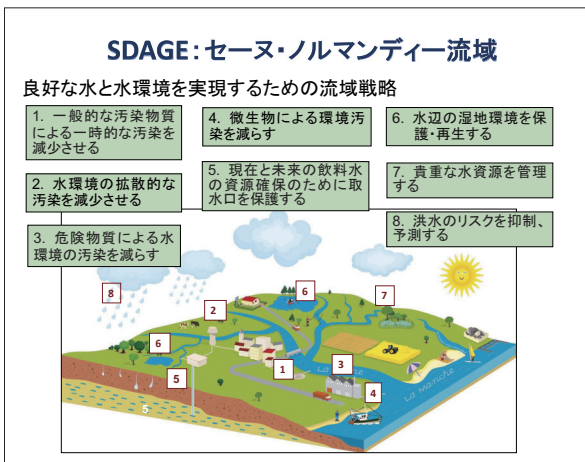 SDAGE:セーヌ・ノルマンディー流域
良好な水と水環境を実現するための流域戦略
1. 一般的な汚染物質
による一時的な汚染を
減少させる
2. 水環境の拡散的な
汚染を減少させる
3. 危険物質による水
環境の汚染を減らす
4. 微生物による環境汚
染を減らす
5. 現在と未来の飲料水
の資源確保のために取
水口を保護する
6. 水辺の湿地環境を保
護・再生する
7. 貴重な水資源を管理
する
8. 洪水のリスクを抑制、
予測する
8
6
7
2
6
1
3
5
4
5
La Manche